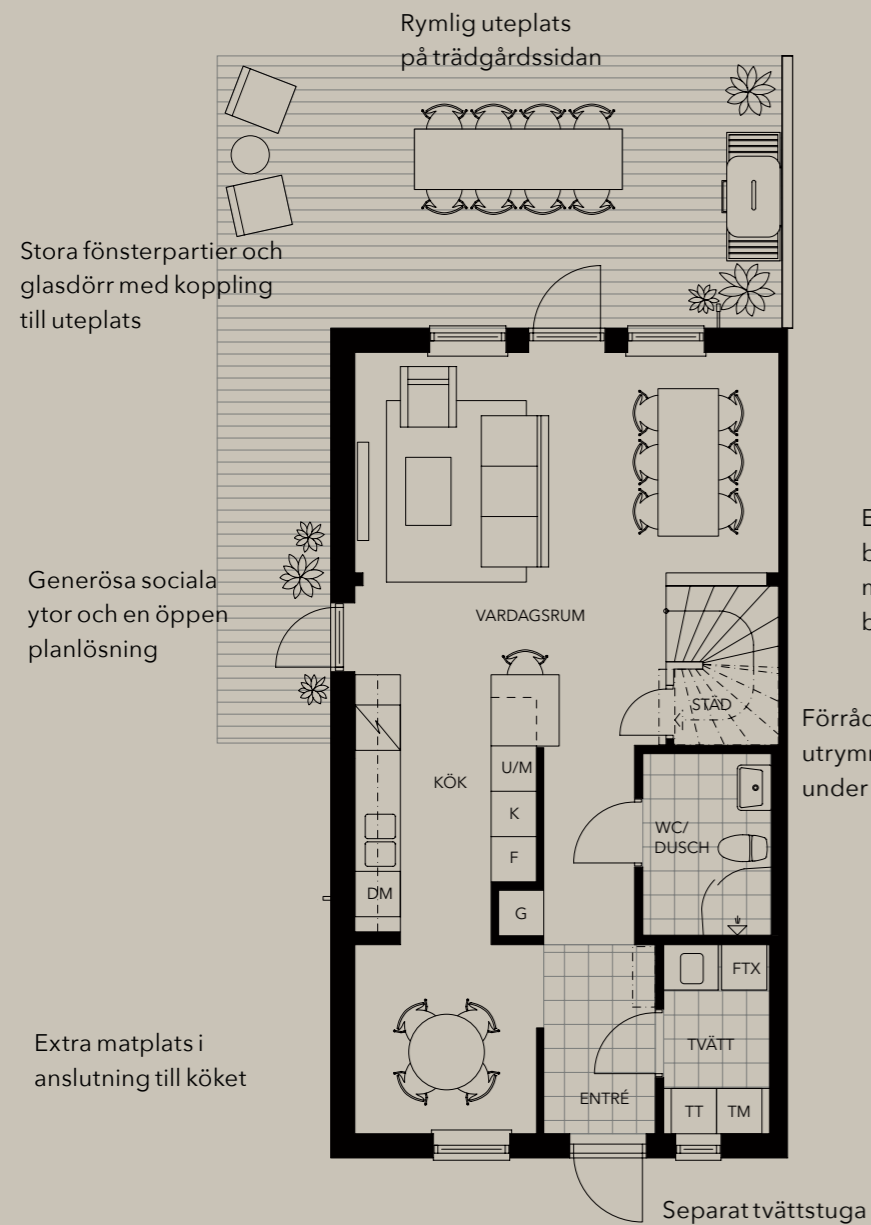 Rymlig uteplats
på trädgårdssidan
Stora fönsterpartier och
glasdörr med koppling
till uteplats
Generösa sociala
ytor och en öppen
planlösning
VARDAGSRUM
STÄD
KÖK
U/M
K
F
G
DM
WC/
DUSCH
FTX
TVÄTT
ENTRÉ
TT
TM
Extra matplats i
anslutning till köket
under
Separat tvättstuga